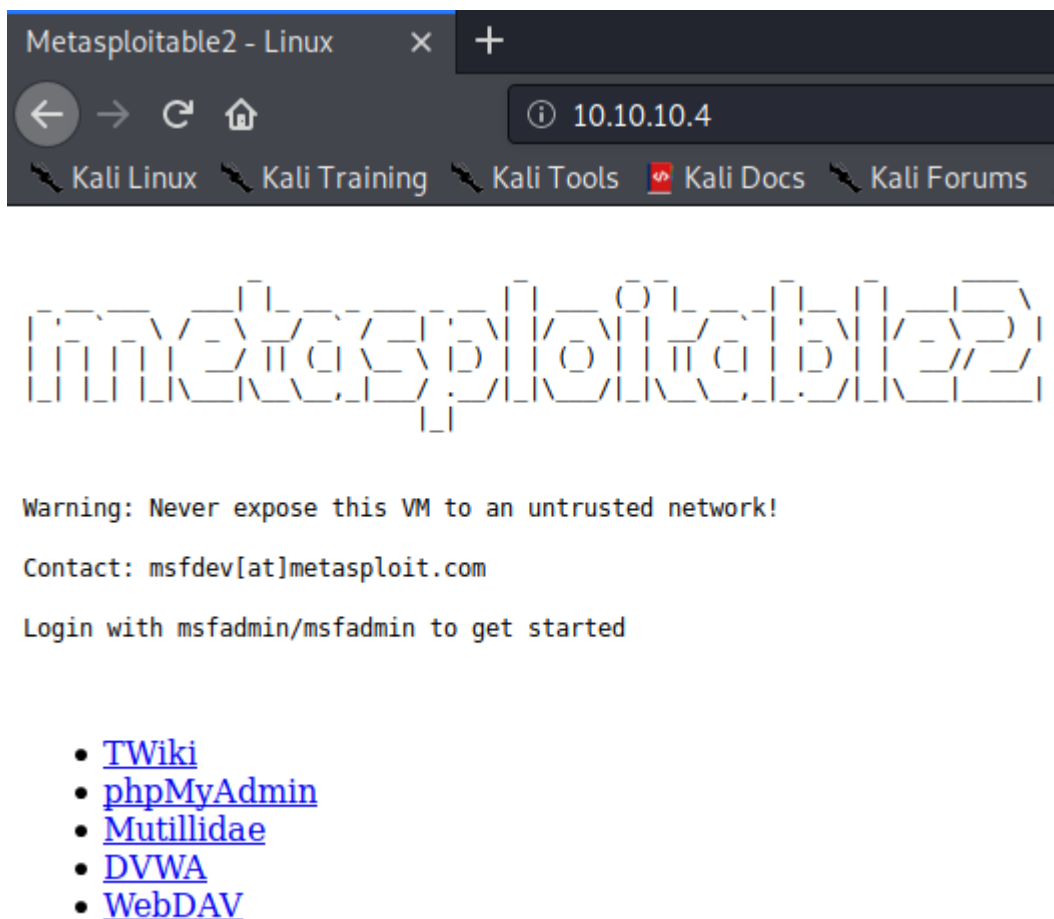 Metasploitable2 - Linux
10.10.10.4
Kali Linux Kali Training Kali Tools Kali Docs Kali Forums
metasploitable2
Warning: Never expose this VM to an untrusted network!
Contact: msfdev[at]metasploit.com
Login with msfadmin/msfadmin to get started
TWiki
phpMyAdmin
Mutillidae
DVWA
WebDAV